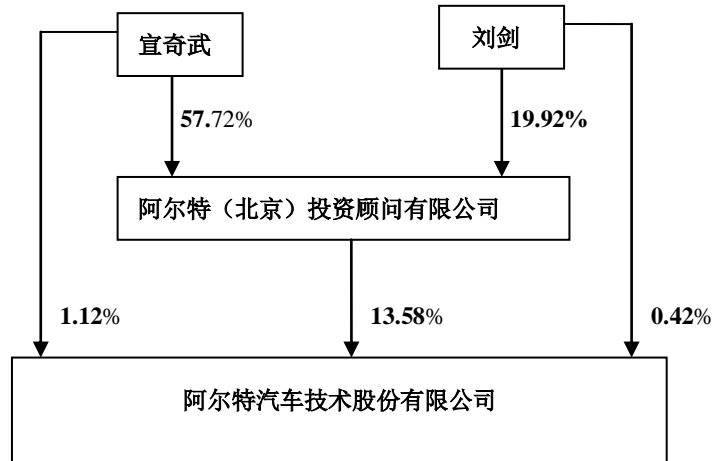 宣奇武
刘剑
57.72%
19.92%
阿尔特（北京）投资顾问有限公司
1.12%
13.58%
0.42%
阿尔特汽车技术股份有限公司